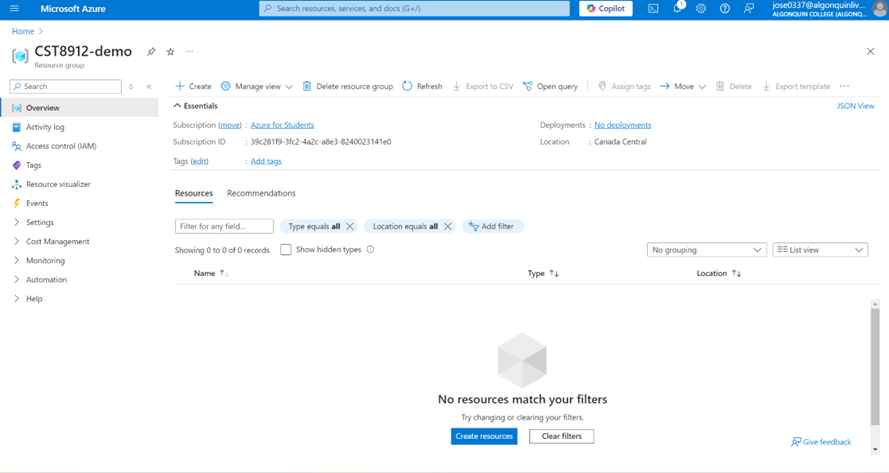 Microsoft Azure
Search resources, services, and docs (G+/)
Copilot
1
jose0337@algonquinliv...
ALGONQUIN COLLEGE (ALGONQ...
Home >
CST8912-demo
Resource group
Search
Overview
Activity log
Access control (IAM)
Tags
Resource visualizer
Events
Settings
Cost Management
Monitoring
Automation
Help
Create
Manage view
Delete resource group
Refresh
Export to CSV
Open query
Assign tags
Move
Delete
Export template
Essentials
JSON View
Subscription (move) : Azure for Students
Subscription ID : 39c281f9-3fc2-4a2c-a8e3-8240023141e0
Tags (edit) : Add tags
Deployments : No deployments
Location : Canada Central
Resources
Recommendations
Filter for any field...
Type equals all
Location equals all
Add filter
Showing 0 to 0 of 0 records.
Show hidden types
No grouping
List view
Name
Type
Location
No resources match your filters
Try changing or clearing your filters.
Create resources
Clear filters
Give feedback